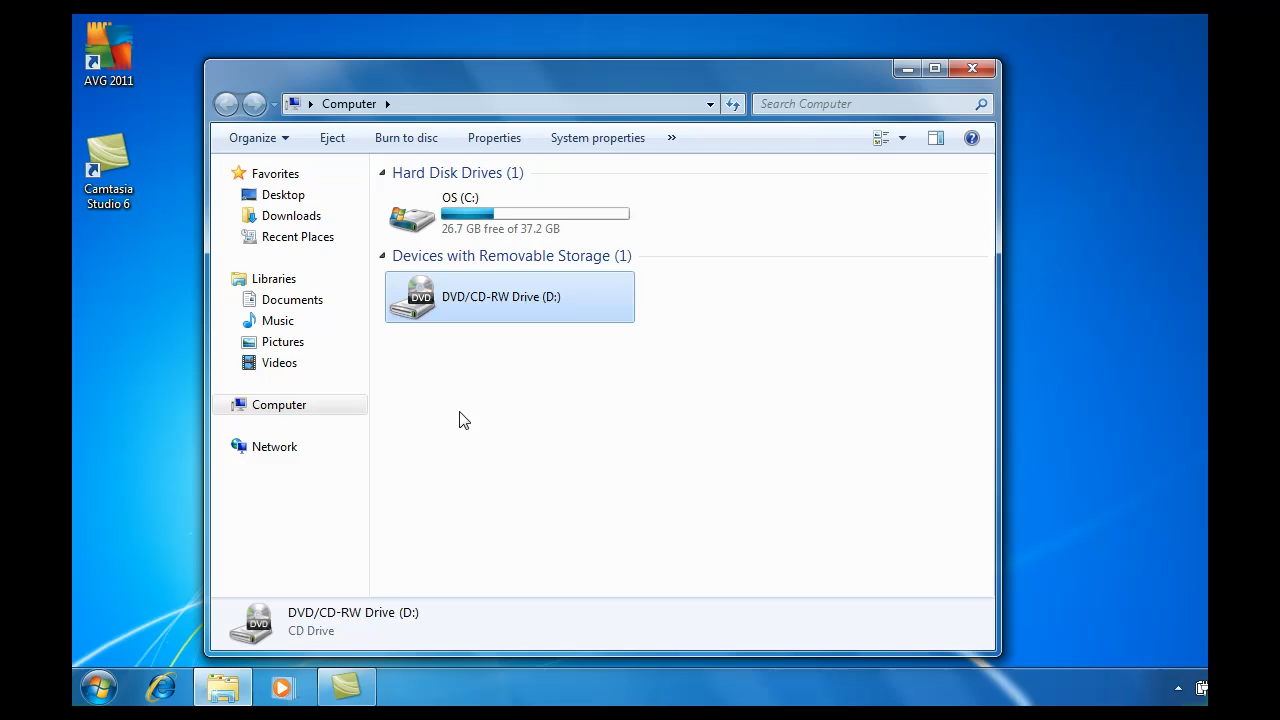 AVG 2011
Camtasia
Studio 6
Computer
Search Computer
Organize
Eject
Burn to disc
Properties
System properties
»
Favorites
Desktop
Downloads
Recent Places
Libraries
Documents
Music
Pictures
Videos
Computer
Network
Hard Disk Drives (1)
OS (C:)
26.7 GB free of 37.2 GB
Devices with Removable Storage (1)
DVD
DVD/CD-RW Drive (D:)
DVD
DVD/CD-RW Drive (D:)
CD Drive